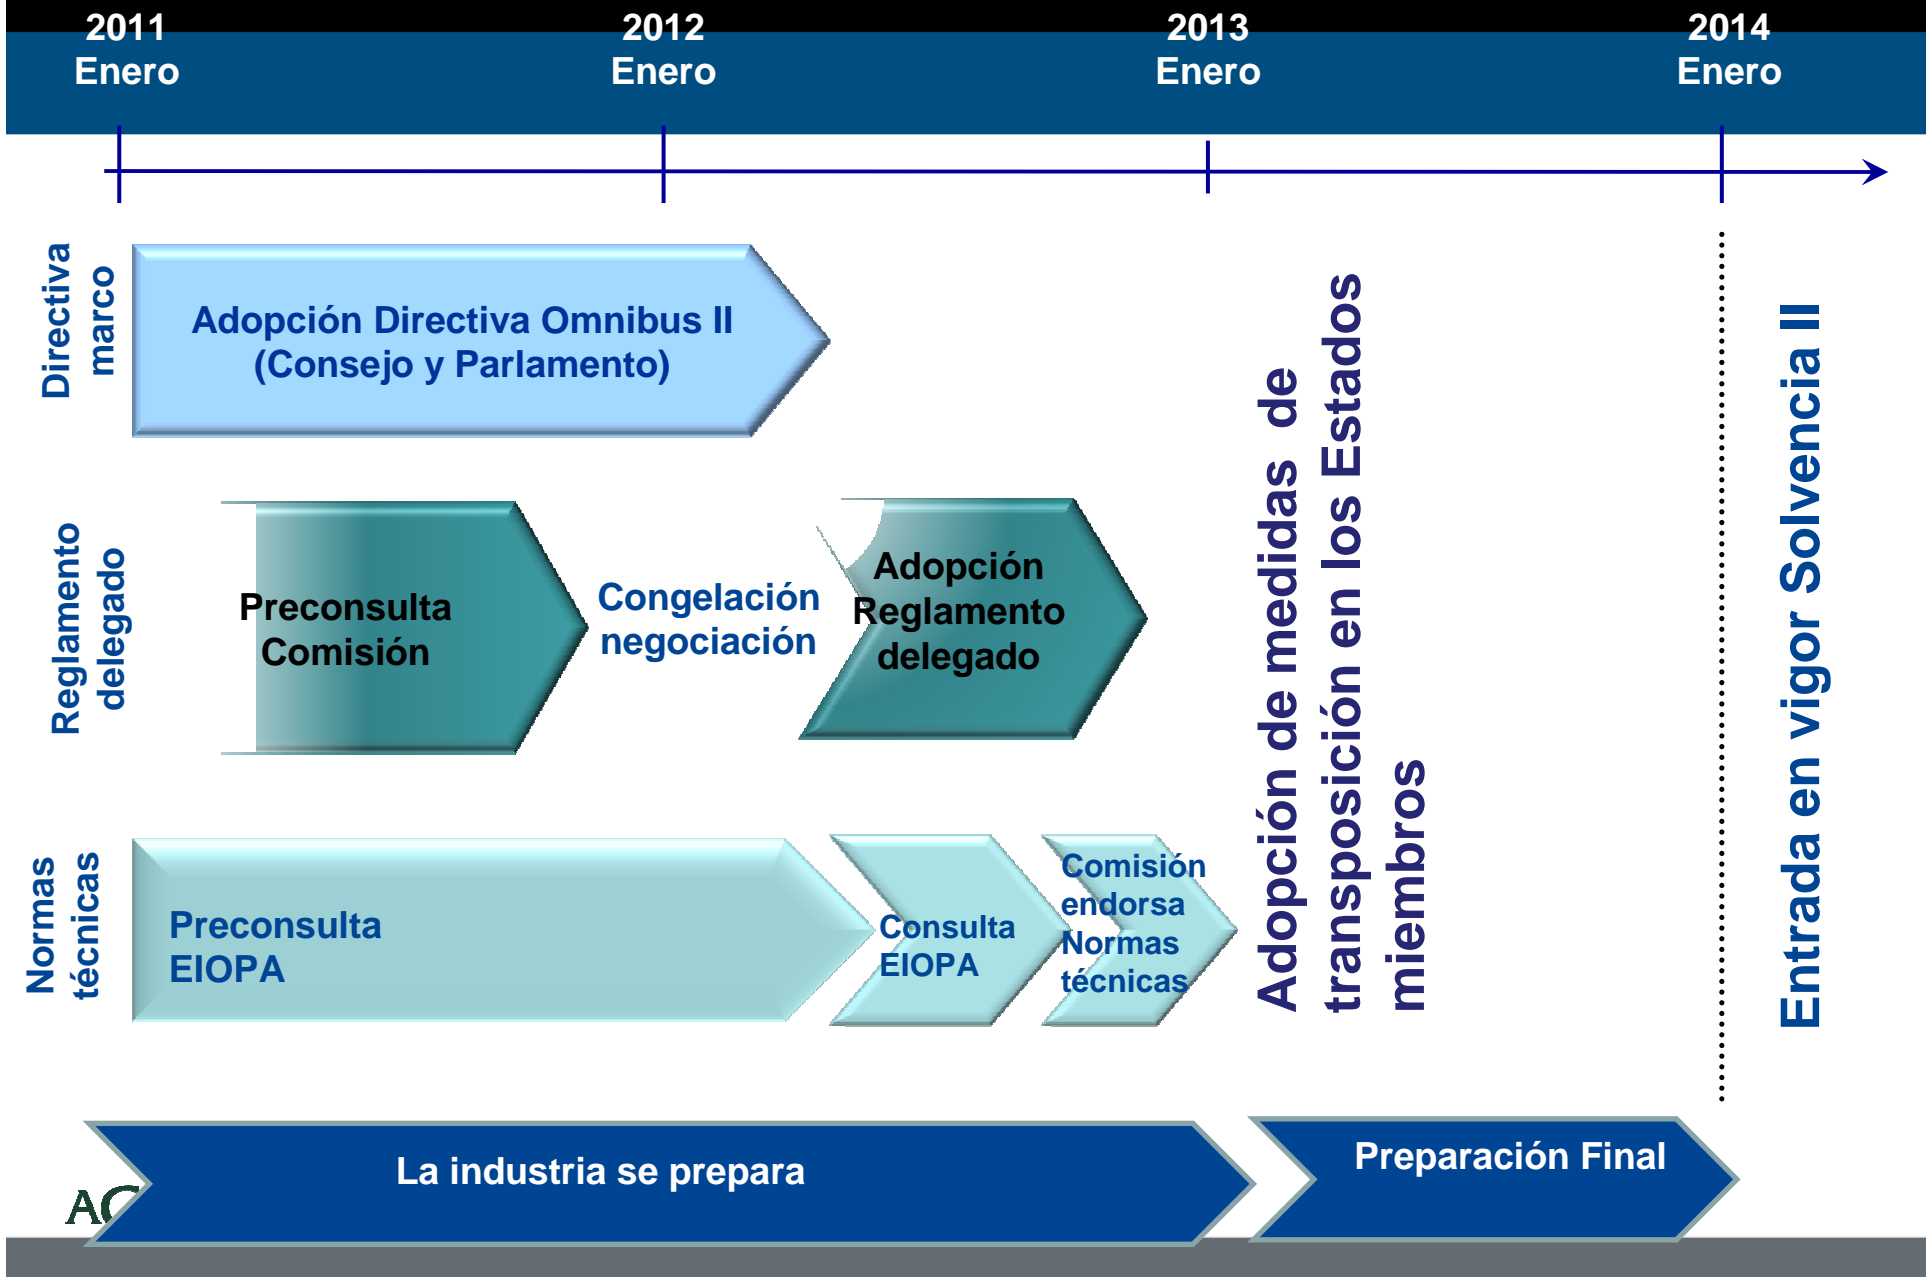 2011
Enero
2012
Enero
2013
Enero
2014
Enero
Directiva
marco
Adopción Directiva Omnibus II
(Consejo y Parlamento)
Reglamento
delegado
Preconsulta
Comisión
Congelación
negociación
Adopción
Reglamento
delegado
Normas
técnicas
Preconsulta
EIOPA
Consulta
EIOPA
Comisión
endorsa
Normas
técnicas
Adopción de medidas de
transposición en los Estados
miembros
Entrada en vigor Solvencia II
La industria se prepara
Preparación Final